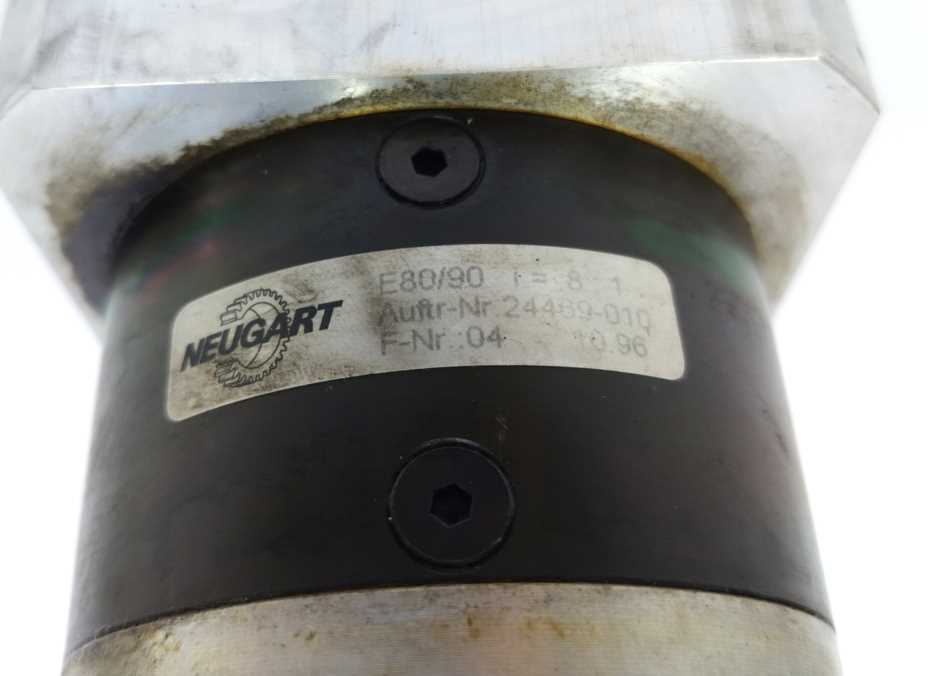 NEUGART
E80/90 i = 8 1
Auftr-Nr.24469-010
F-Nr.:04 10.96